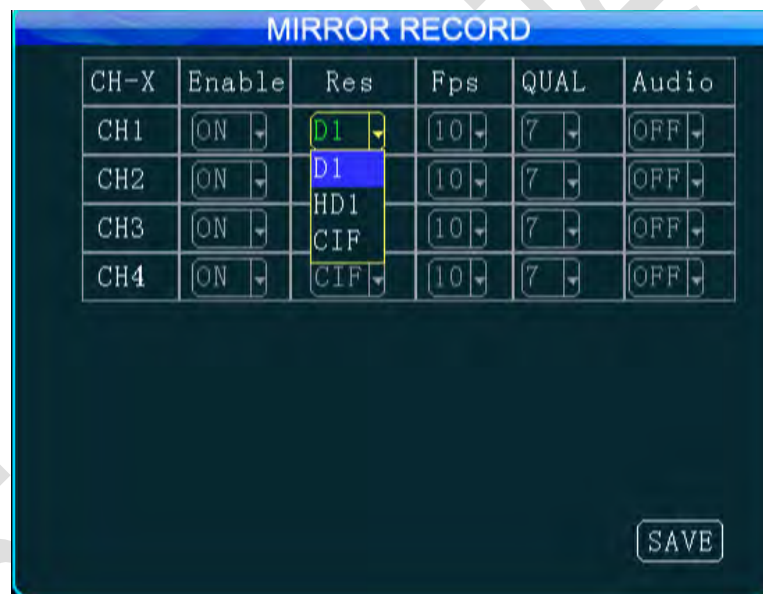 MIRROR RECORD
CH-X Enable Res Fps QUAL Audio
CH1 ON D1 10 7 OFF
CH2 ON D1 10 7 OFF
HD1
CH3 ON CIF 10 7 OFF
CH4 ON CIF 10 7 OFF
SAVE